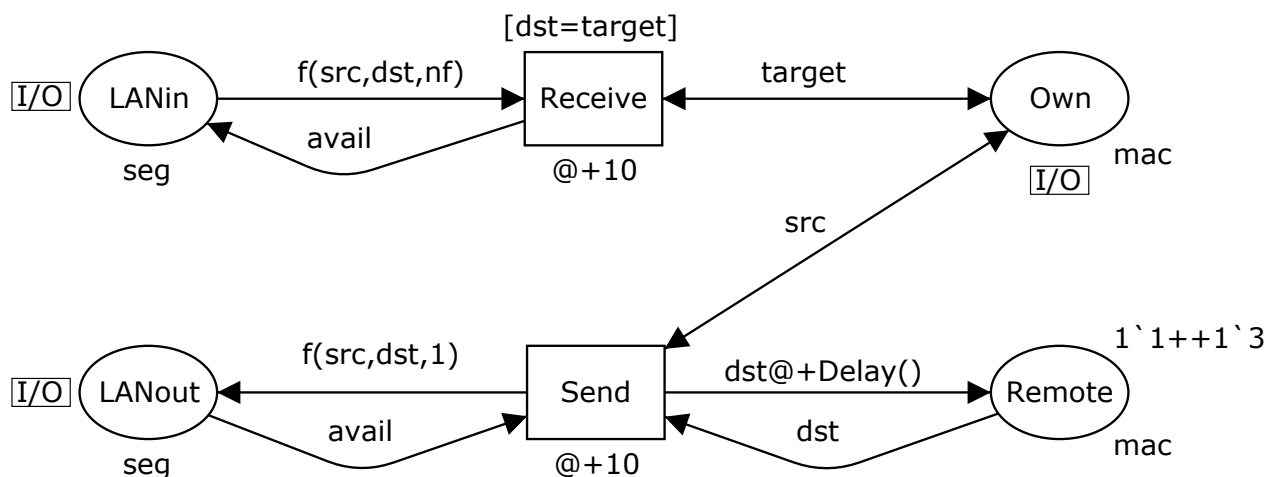 [dst=target]
I/O
LANin
f(src,dst,nf)
Receive
target
Own
avail
seg
@+10
mac
I/O
src
1`1++1`3
f(src,dst,1)
dst@+Delay()
I/O
LANout
Send
Remote
avail
dst
seg
@+10
mac